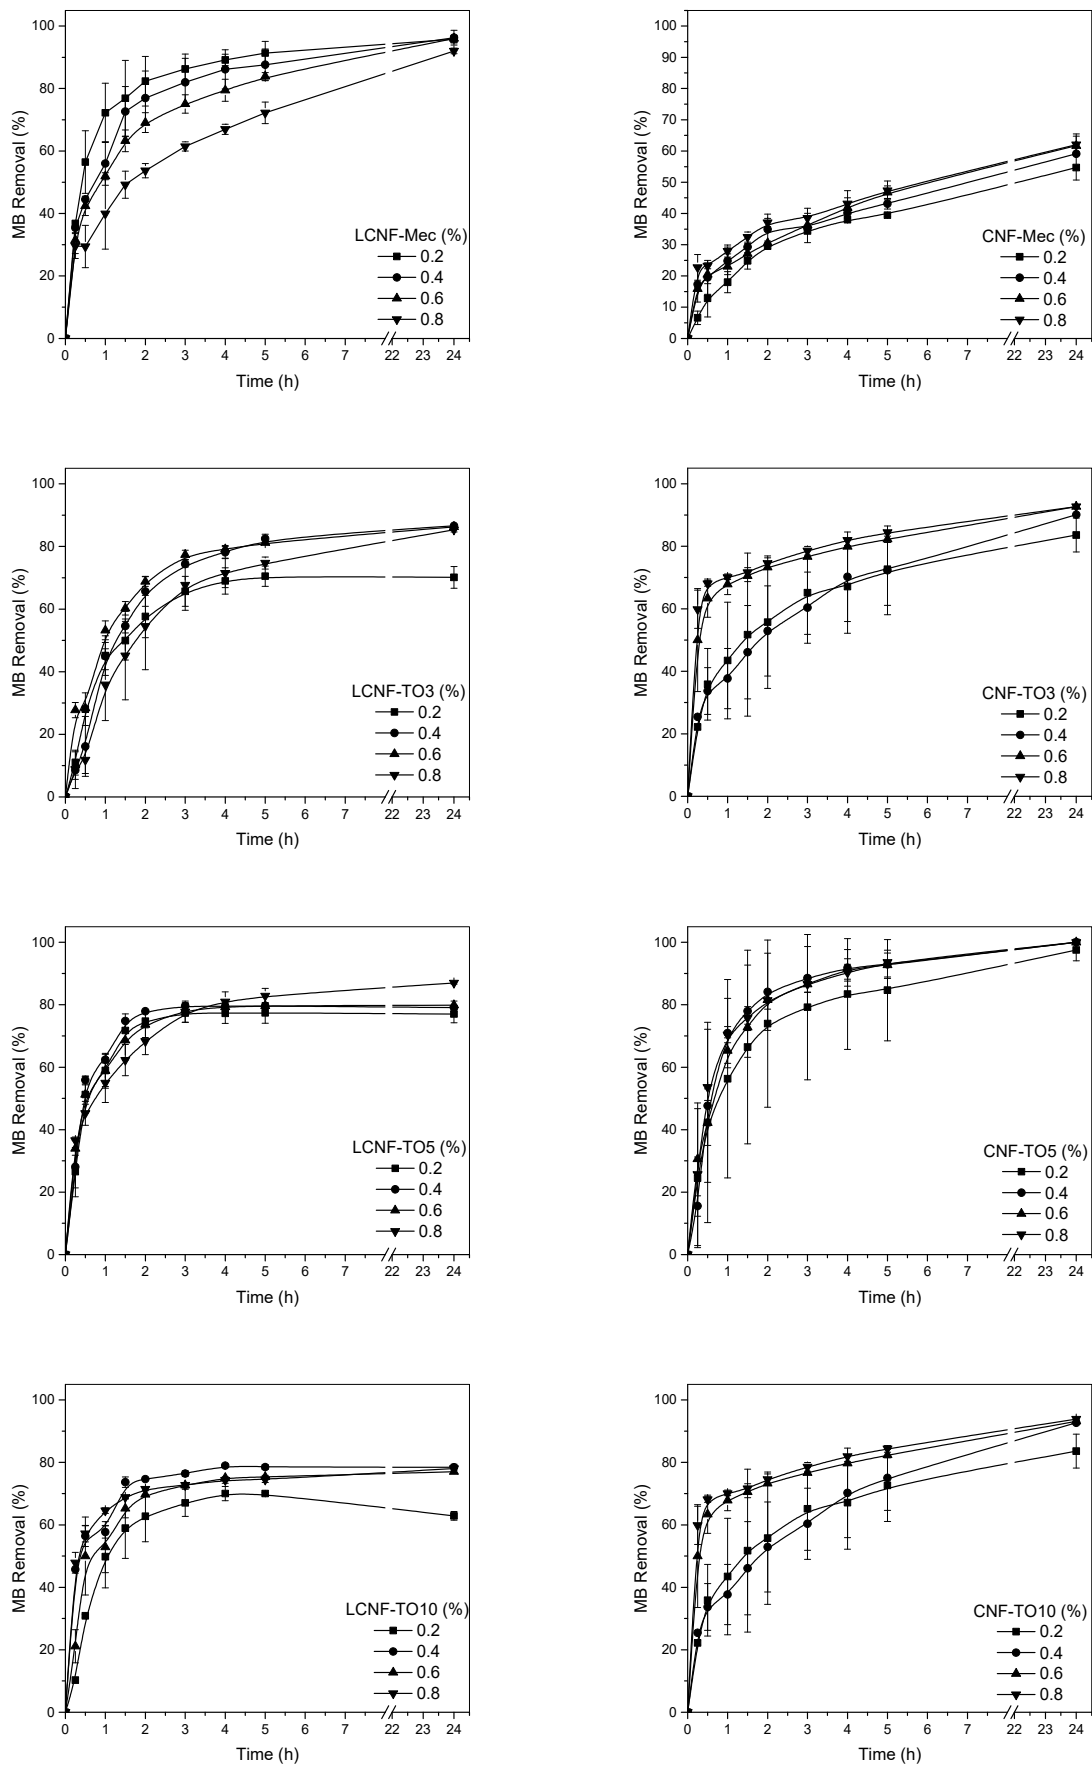 100
80
60
40
20
0
MB Removal (%)
LCNF-Mec (%)
0.2
0.4
0.6
0.8
0 1 2 3 4 5 6 7 22 23 24
Time (h)
100
90
80
70
60
50
40
30
20
10
0
MB Removal (%)
CNF-Mec (%)
0.2
0.4
0.6
0.8
0 1 2 3 4 5 6 7 22 23 24
Time (h)
100
80
60
40
20
0
MB Removal (%)
LCNF-TO3 (%)
0.2
0.4
0.6
0.8
0 1 2 3 4 5 6 7 22 23 24
Time (h)
100
80
60
40
20
0
MB Removal (%)
CNF-TO3 (%)
0.2
0.4
0.6
0.8
0 1 2 3 4 5 6 7 22 23 24
Time (h)
100
80
60
40
20
0
MB Removal (%)
LCNF-TO5 (%)
0.2
0.4
0.6
0.8
0 1 2 3 4 5 6 7 22 23 24
Time (h)
100
80
60
40
20
0
MB Removal (%)
CNF-TO5 (%)
0.2
0.4
0.6
0.8
0 1 2 3 4 5 6 7 22 23 24
Time (h)
100
80
60
40
20
0
MB Removal (%)
LCNF-TO10 (%)
0.2
0.4
0.6
0.8
0 1 2 3 4 5 6 7 22 23 24
Time (h)
100
80
60
40
20
0
MB Removal (%)
CNF-TO10 (%)
0.2
0.4
0.6
0.8
0 1 2 3 4 5 6 7 22 23 24
Time (h)